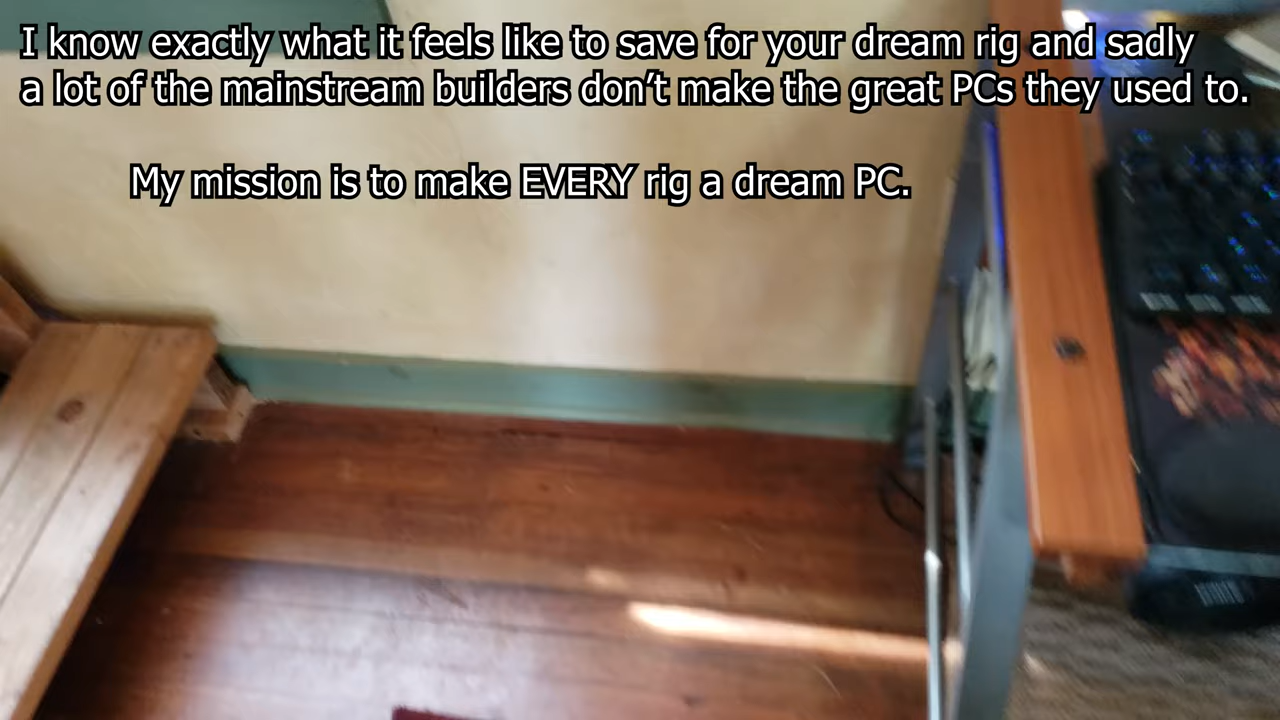 I know exactly what it feels like to save for your dream rig and sadly
a lot of the mainstream builders don't make the great PCs they used to.
My mission is to make EVERY rig a dream PC.